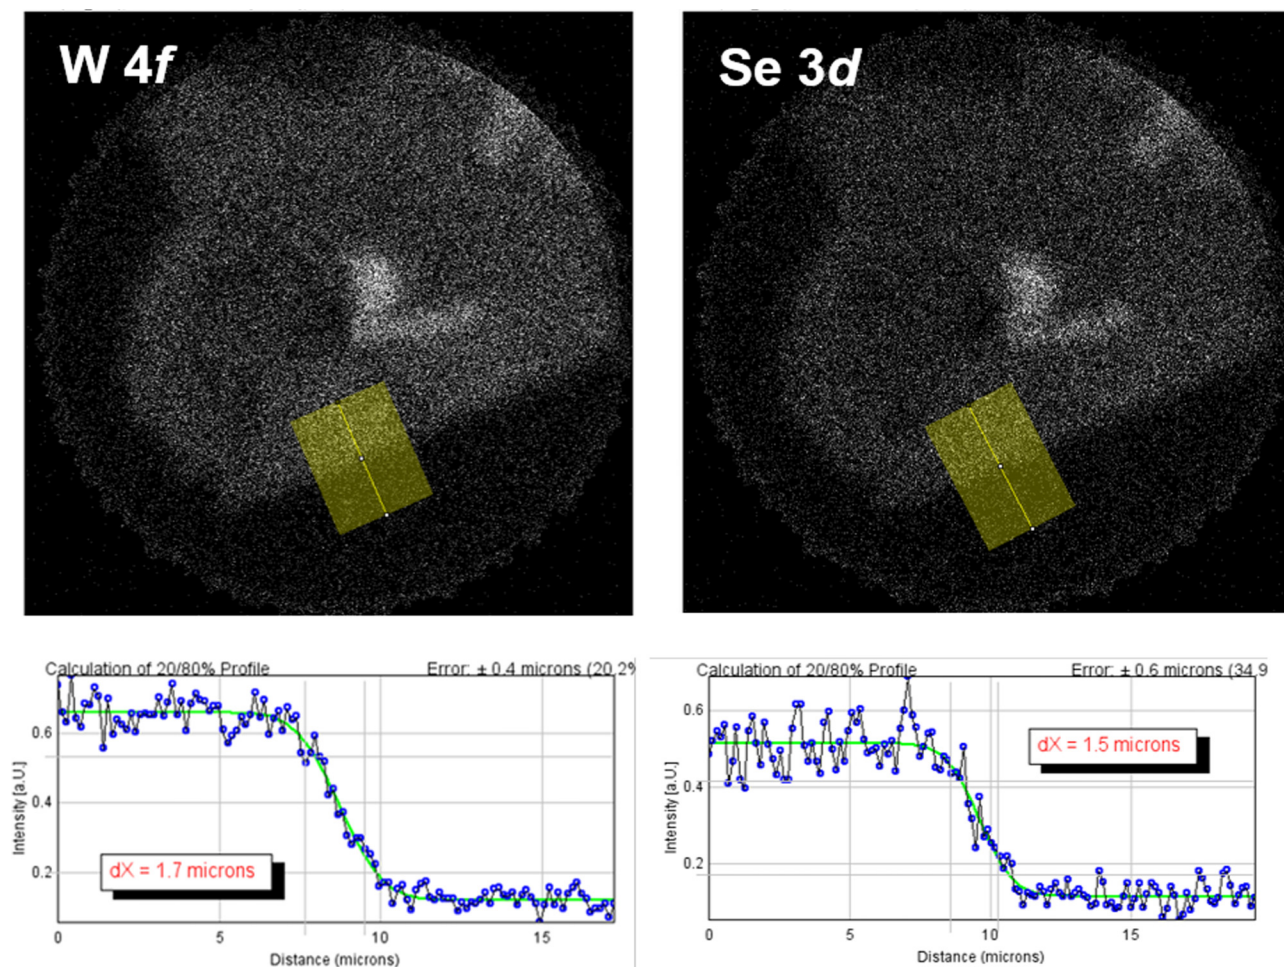 W 4f
Se 3d
Calculation of 20/80% Profile
Error: ± 0.4 microns (20.2%
0.6
0.4
0.2
Intensity [a.U.]
dX = 1.7 microns
0
5
10
15
Distance (microns)
Calculation of 20/80% Profile
Error: ± 0.6 microns (34.9
0.6
0.4
0.2
Intensity [a.U.]
dX = 1.5 microns
0
5
10
15
Distance (microns)